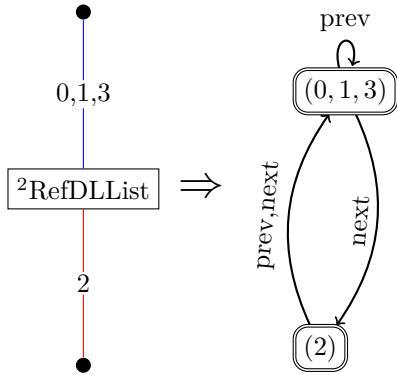 prev
0,1,3
(0, 1, 3)
²RefDLList
⇒
prev,next
next
2
(2)